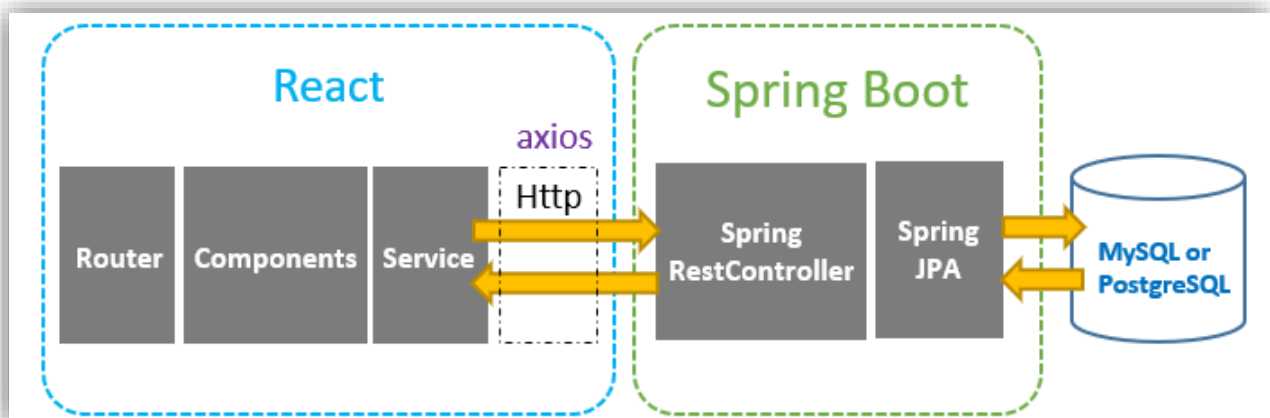 React
Spring Boot
axios
Http
Router
Components
Service
Spring
RestController
Spring
JPA
MySQL or
PostgreSQL